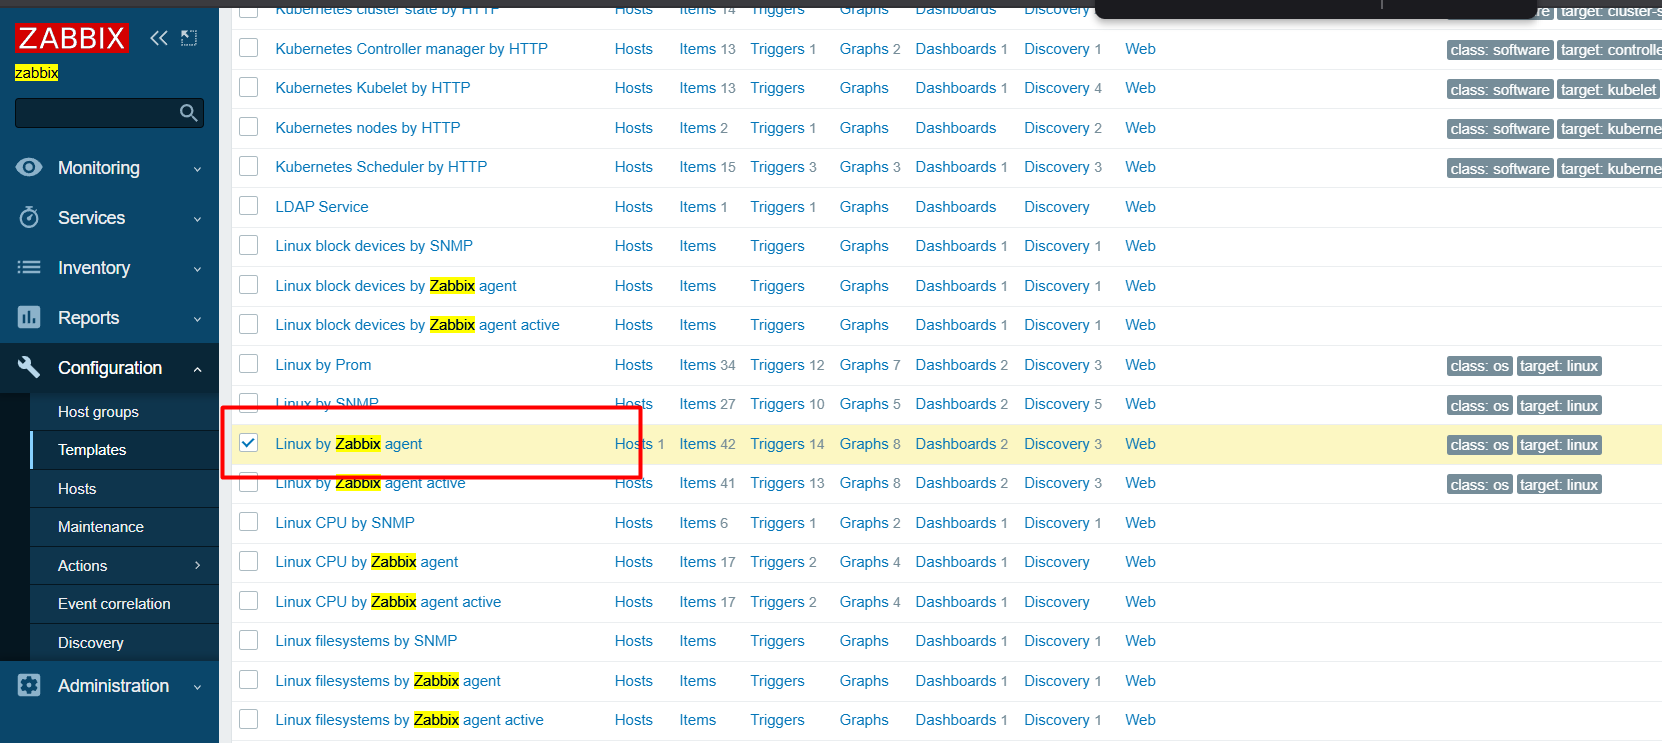 ZABBIX
zabbix
Monitoring
Services
Inventory
Reports
Configuration
Host groups
Templates
Hosts
Maintenance
Actions
Event correlation
Discovery
Administration
Kubernetes cluster state by HTTP Hosts Items 14 Triggers Graphs Dashboards Discovery target: cluster-s
Kubernetes Controller manager by HTTP Hosts Items 13 Triggers 1 Graphs 2 Dashboards 1 Discovery 1 Web class: software target: controlle
Kubernetes Kubelet by HTTP Hosts Items 13 Triggers Graphs Dashboards 1 Discovery 4 Web class: software target: kubelet
Kubernetes nodes by HTTP Hosts Items 2 Triggers 1 Graphs Dashboards Discovery 2 Web class: software target: kuberne
Kubernetes Scheduler by HTTP Hosts Items 15 Triggers 3 Graphs 3 Dashboards 1 Discovery 3 Web class: software target: kuberne
LDAP Service Hosts Items 1 Triggers 1 Graphs Dashboards Discovery Web
Linux block devices by SNMP Hosts Items Triggers Graphs Dashboards 1 Discovery 1 Web
Linux block devices by Zabbix agent Hosts Items Triggers Graphs Dashboards 1 Discovery 1 Web
Linux block devices by Zabbix agent active Hosts Items Triggers Graphs Dashboards 1 Discovery 1 Web
Linux by Prom Hosts Items 34 Triggers 12 Graphs 7 Dashboards 2 Discovery 3 Web class: os target: linux
Linux by SNMP Hosts Items 27 Triggers 10 Graphs 5 Dashboards 2 Discovery 5 Web class: os target: linux
Linux by Zabbix agent Hosts 1 Items 42 Triggers 14 Graphs 8 Dashboards 2 Discovery 3 Web class: os target: linux
Linux by Zabbix agent active Hosts Items 41 Triggers 13 Graphs 8 Dashboards 2 Discovery 3 Web class: os target: linux
Linux CPU by SNMP Hosts Items 6 Triggers 1 Graphs 2 Dashboards 1 Discovery 1 Web
Linux CPU by Zabbix agent Hosts Items 17 Triggers 2 Graphs 4 Dashboards 1 Discovery Web
Linux CPU by Zabbix agent active Hosts Items 17 Triggers 2 Graphs 4 Dashboards 1 Discovery Web
Linux filesystems by SNMP Hosts Items Triggers Graphs Dashboards 1 Discovery 1 Web
Linux filesystems by Zabbix agent Hosts Items Triggers Graphs Dashboards 1 Discovery 1 Web
Linux filesystems by Zabbix agent active Hosts Items Triggers Graphs Dashboards 1 Discovery 1 Web